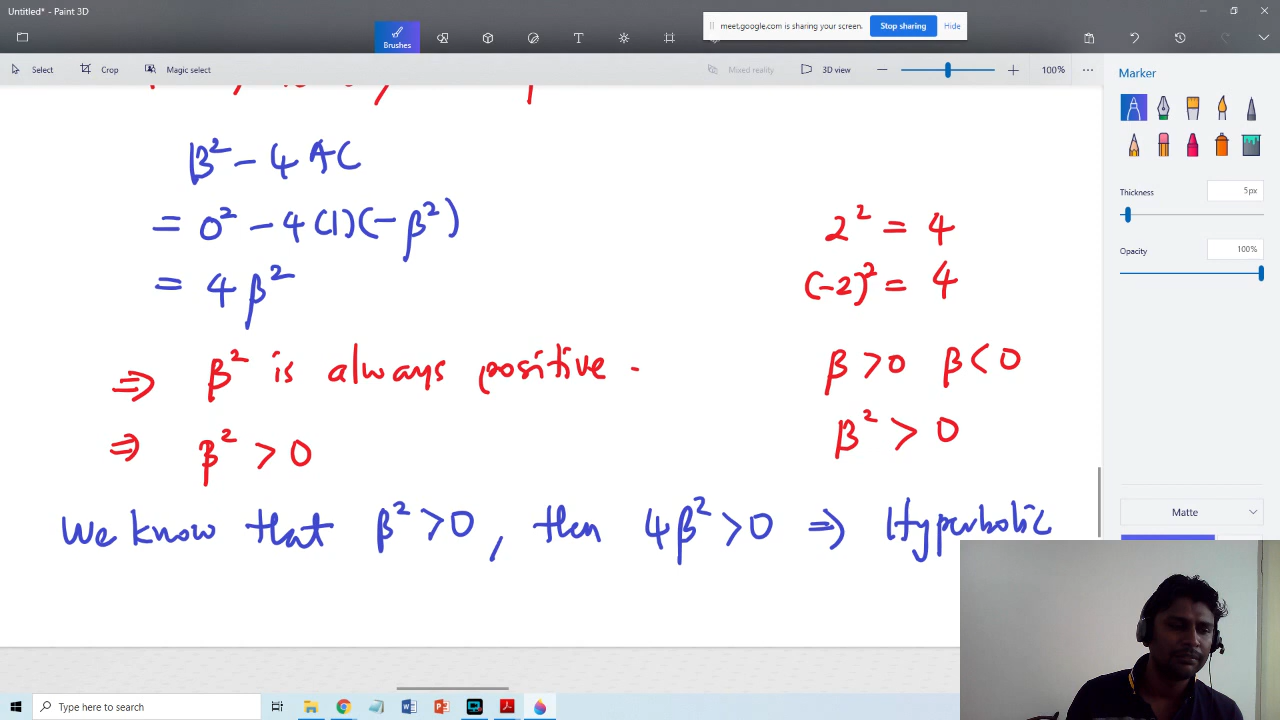 Untitled* - Paint 3D
meet.google.com is sharing your screen. Stop sharing Hide
Brushes
Select Crop Magic select Mixed reality 3D view 100%
Marker
Thickness 5px
Opacity 100%
Matte
B² - 4AC
= 0² - 4(1)(-β²)
= 4β²
⇒ β² is always positive.
⇒ β² > 0
2² = 4
(-2)² = 4
β > 0 β < 0
β² > 0
We know that β² > 0, then 4β² > 0 ⇒ Hyperbolic
Type here to search